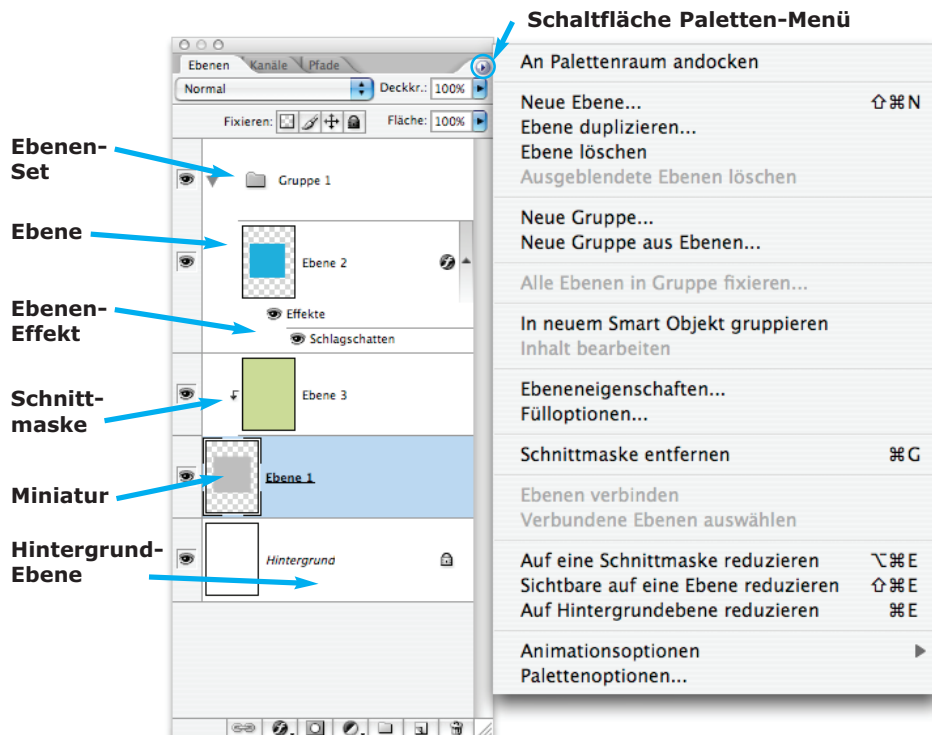 Schaltfläche Paletten-Menü
Ebenen Kanäle Pfade
Normal Deckkr.: 100%
Fixieren: Fläche: 100%
Ebenen-
Set
Gruppe 1
Ebene
Ebene 2
Ebenen-
Effekt
Effekte
Schlagschatten
Schnitt-
maske
Ebene 3
Miniatur
Ebene 1
Hintergrund-
Ebene
Hintergrund
An Palettenraum andocken
Neue Ebene... ⇧⌘N
Ebene duplizieren...
Ebene löschen
Ausgeblendete Ebenen löschen
Neue Gruppe...
Neue Gruppe aus Ebenen...
Alle Ebenen in Gruppe fixieren...
In neuem Smart Objekt gruppieren
Inhalt bearbeiten
Ebeneneigenschaften...
Fülloptionen...
Schnittmaske entfernen ⌘G
Ebenen verbinden
Verbundene Ebenen auswählen
Auf eine Schnittmaske reduzieren ⌥⌘E
Sichtbare auf eine Ebene reduzieren ⇧⌘E
Auf Hintergrundebene reduzieren ⌘E
Animationsoptionen
Palettenoptionen...